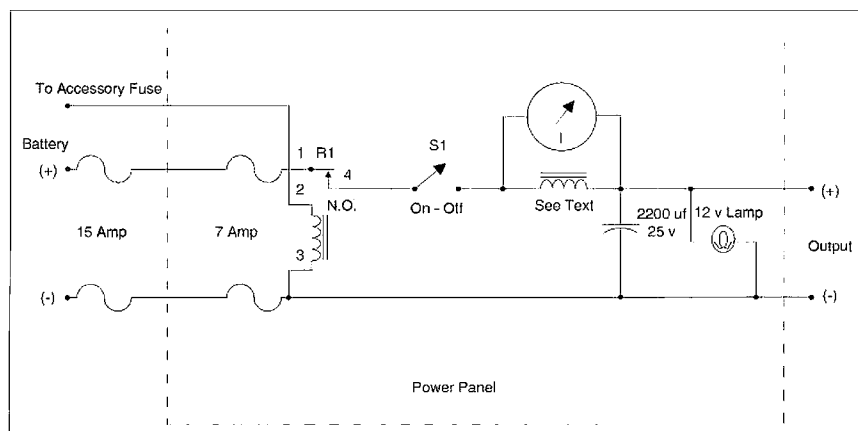 To Accessory Fuse
Battery
(+)
1
R1
4
2
N.O.
3
15 Amp
7 Amp
(-)
S1
On - Off
I
See Text
2200 uf
25 v
12 v Lamp
(+)
Output
(-)
Power Panel